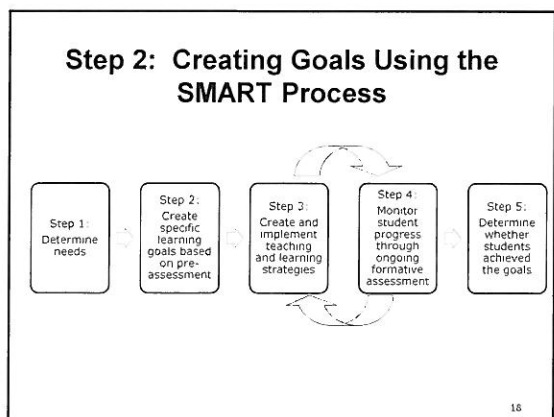 Step 2: Creating Goals Using the
SMART Process
Step 1:
Determine
needs
Step 2:
Create
specific
learning
goals based
on pre-
assessment
Step 3:
Create and
implement
teaching
and learning
strategies
Step 4:
Monitor
student
progress
through
ongoing
formative
assessment
Step 5:
Determine
whether
students
achieved the
goals
18